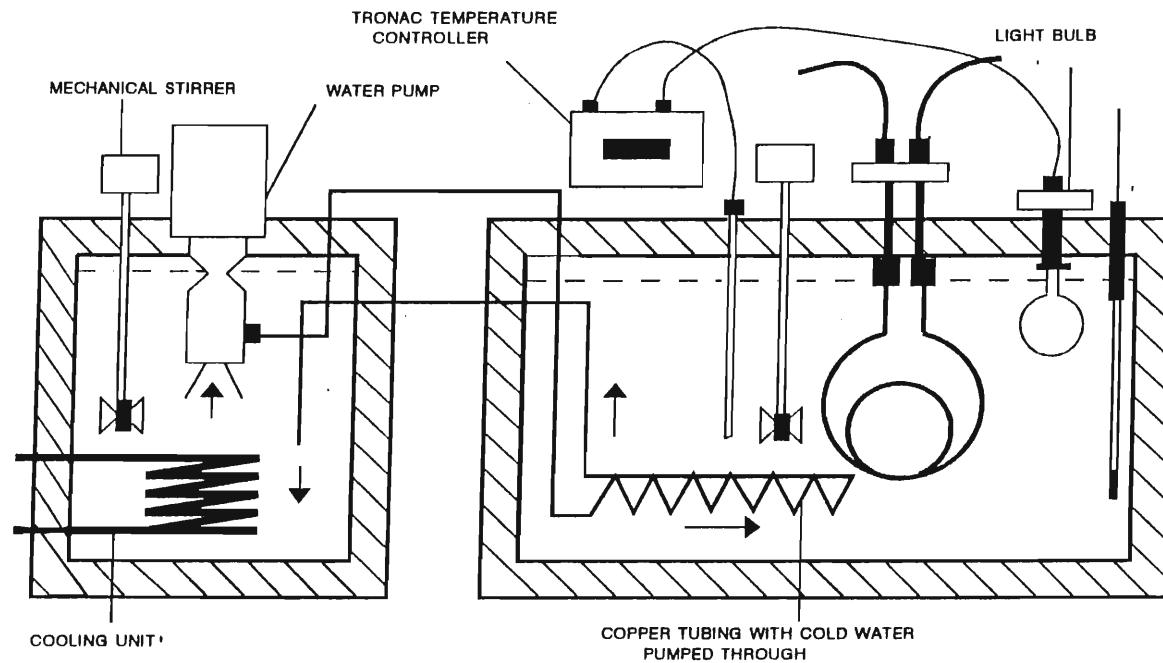 TRONAC TEMPERATURE
CONTROLLER
LIGHT BULB
MECHANICAL STIRRER
WATER PUMP
COOLING UNIT'
COPPER TUBING WITH COLD WATER
PUMPED THROUGH